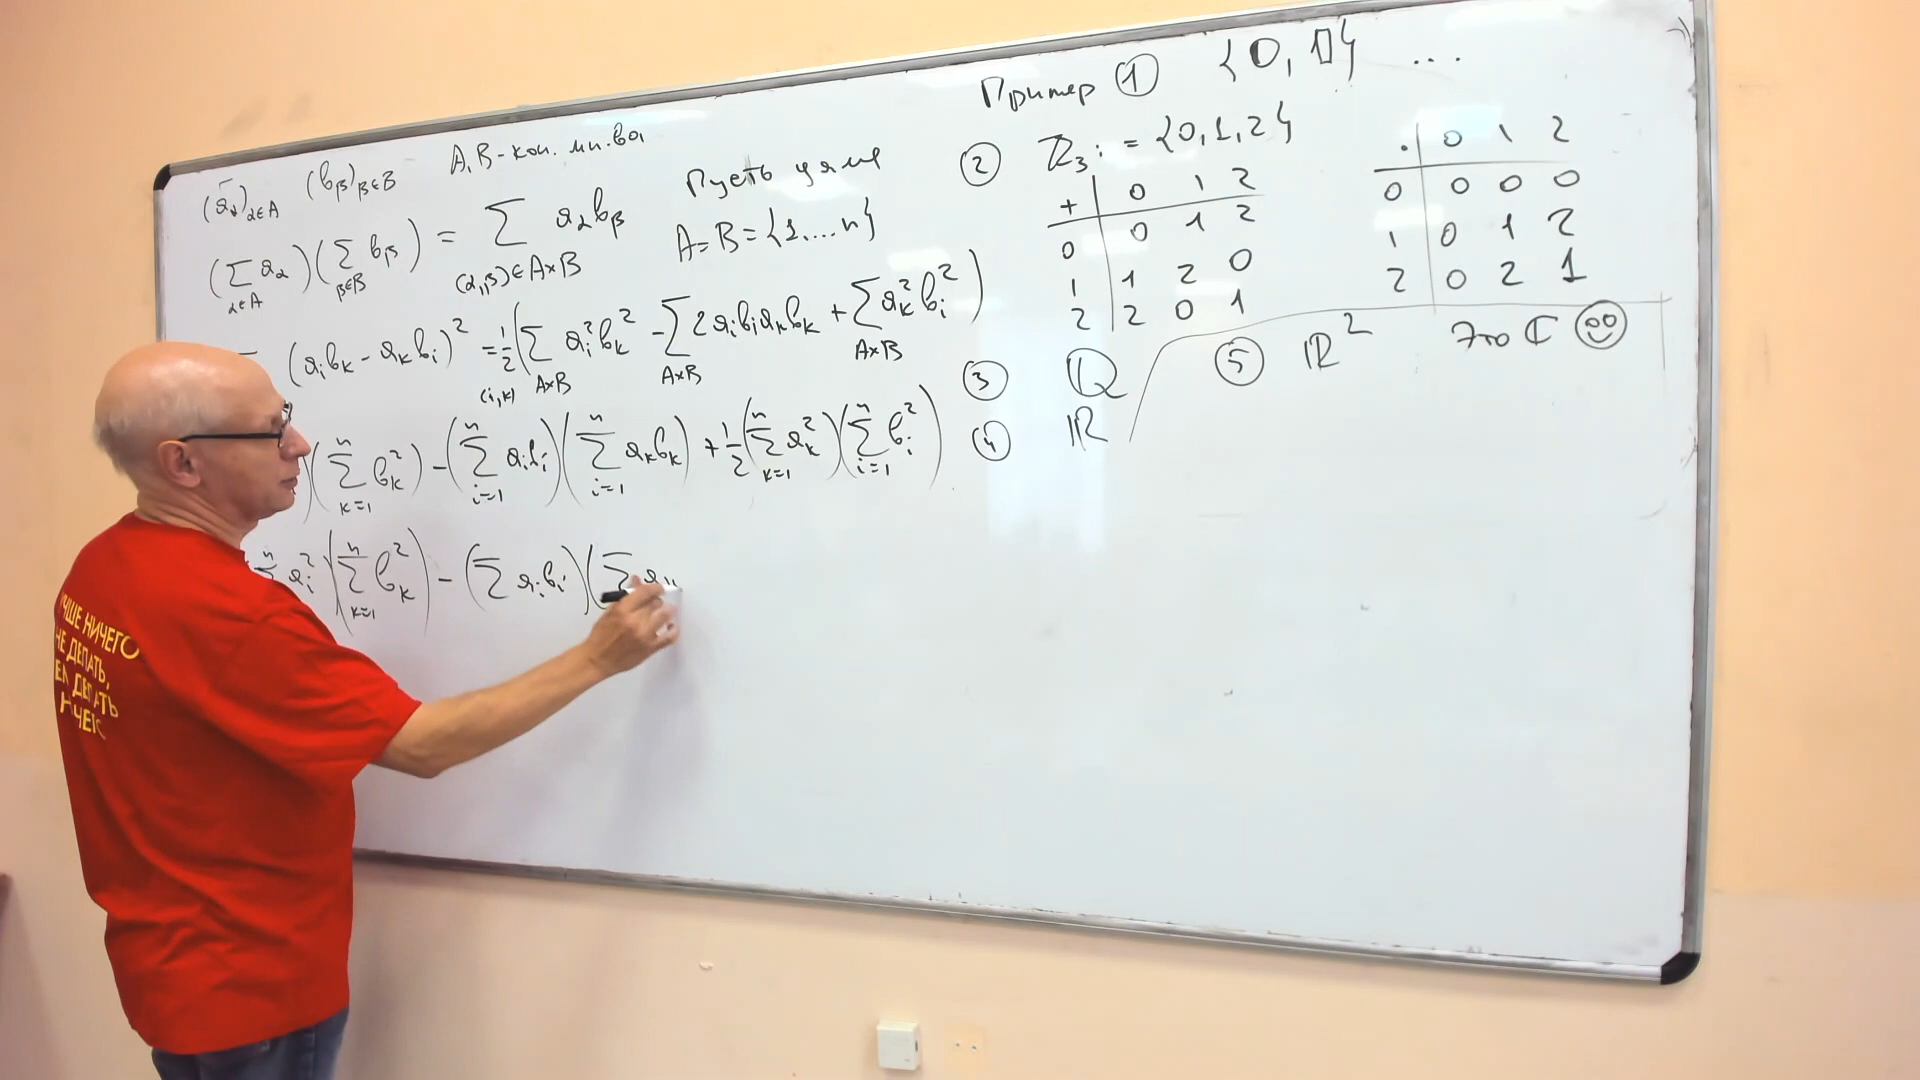 (a_α)_{α∈A} (b_β)_{β∈B} A, B - кон. мн.-ва,
(∑_{α∈A} a_α)(∑_{β∈B} b_β) = ∑_{(α,β)∈A×B} a_α b_β
Пусть
A=B={1,...,n}
(a_i b_k - a_k b_i)^2 = 1/2 ∑_{(i,k)} (∑_{A×B} a_i^2 b_k^2 - ∑_{A×B} 2 a_i b_i a_k b_k + ∑_{A×B} a_k^2 b_i^2)
)(∑_{k=1}^n b_k^2) - (∑_{i=1}^n a_i b_i)(∑_{i=1}^n a_k b_k) + 1/2 (∑_{k=1}^n a_k^2)(∑_{i=1}^n b_i^2)
a_i^2)(∑_{k=1}^n b_k^2) - (∑ a_i b_i)(∑ a
Пример ① {0, 1} ...
② ℤ_3 := {0,1,2}
+ | 0 1 2
0 | 0 1 2
1 | 1 2 0
2 | 2 0 1
· | 0 1 2
0 | 0 0 0
1 | 0 1 2
2 | 0 2 1
③ ℚ
④ ℝ
⑤ ℝ^2 Это ℂ
ЧШЕ НИЧЕГО
НЕ ДЕЛАТЬ,
ДЕЛАТЬ